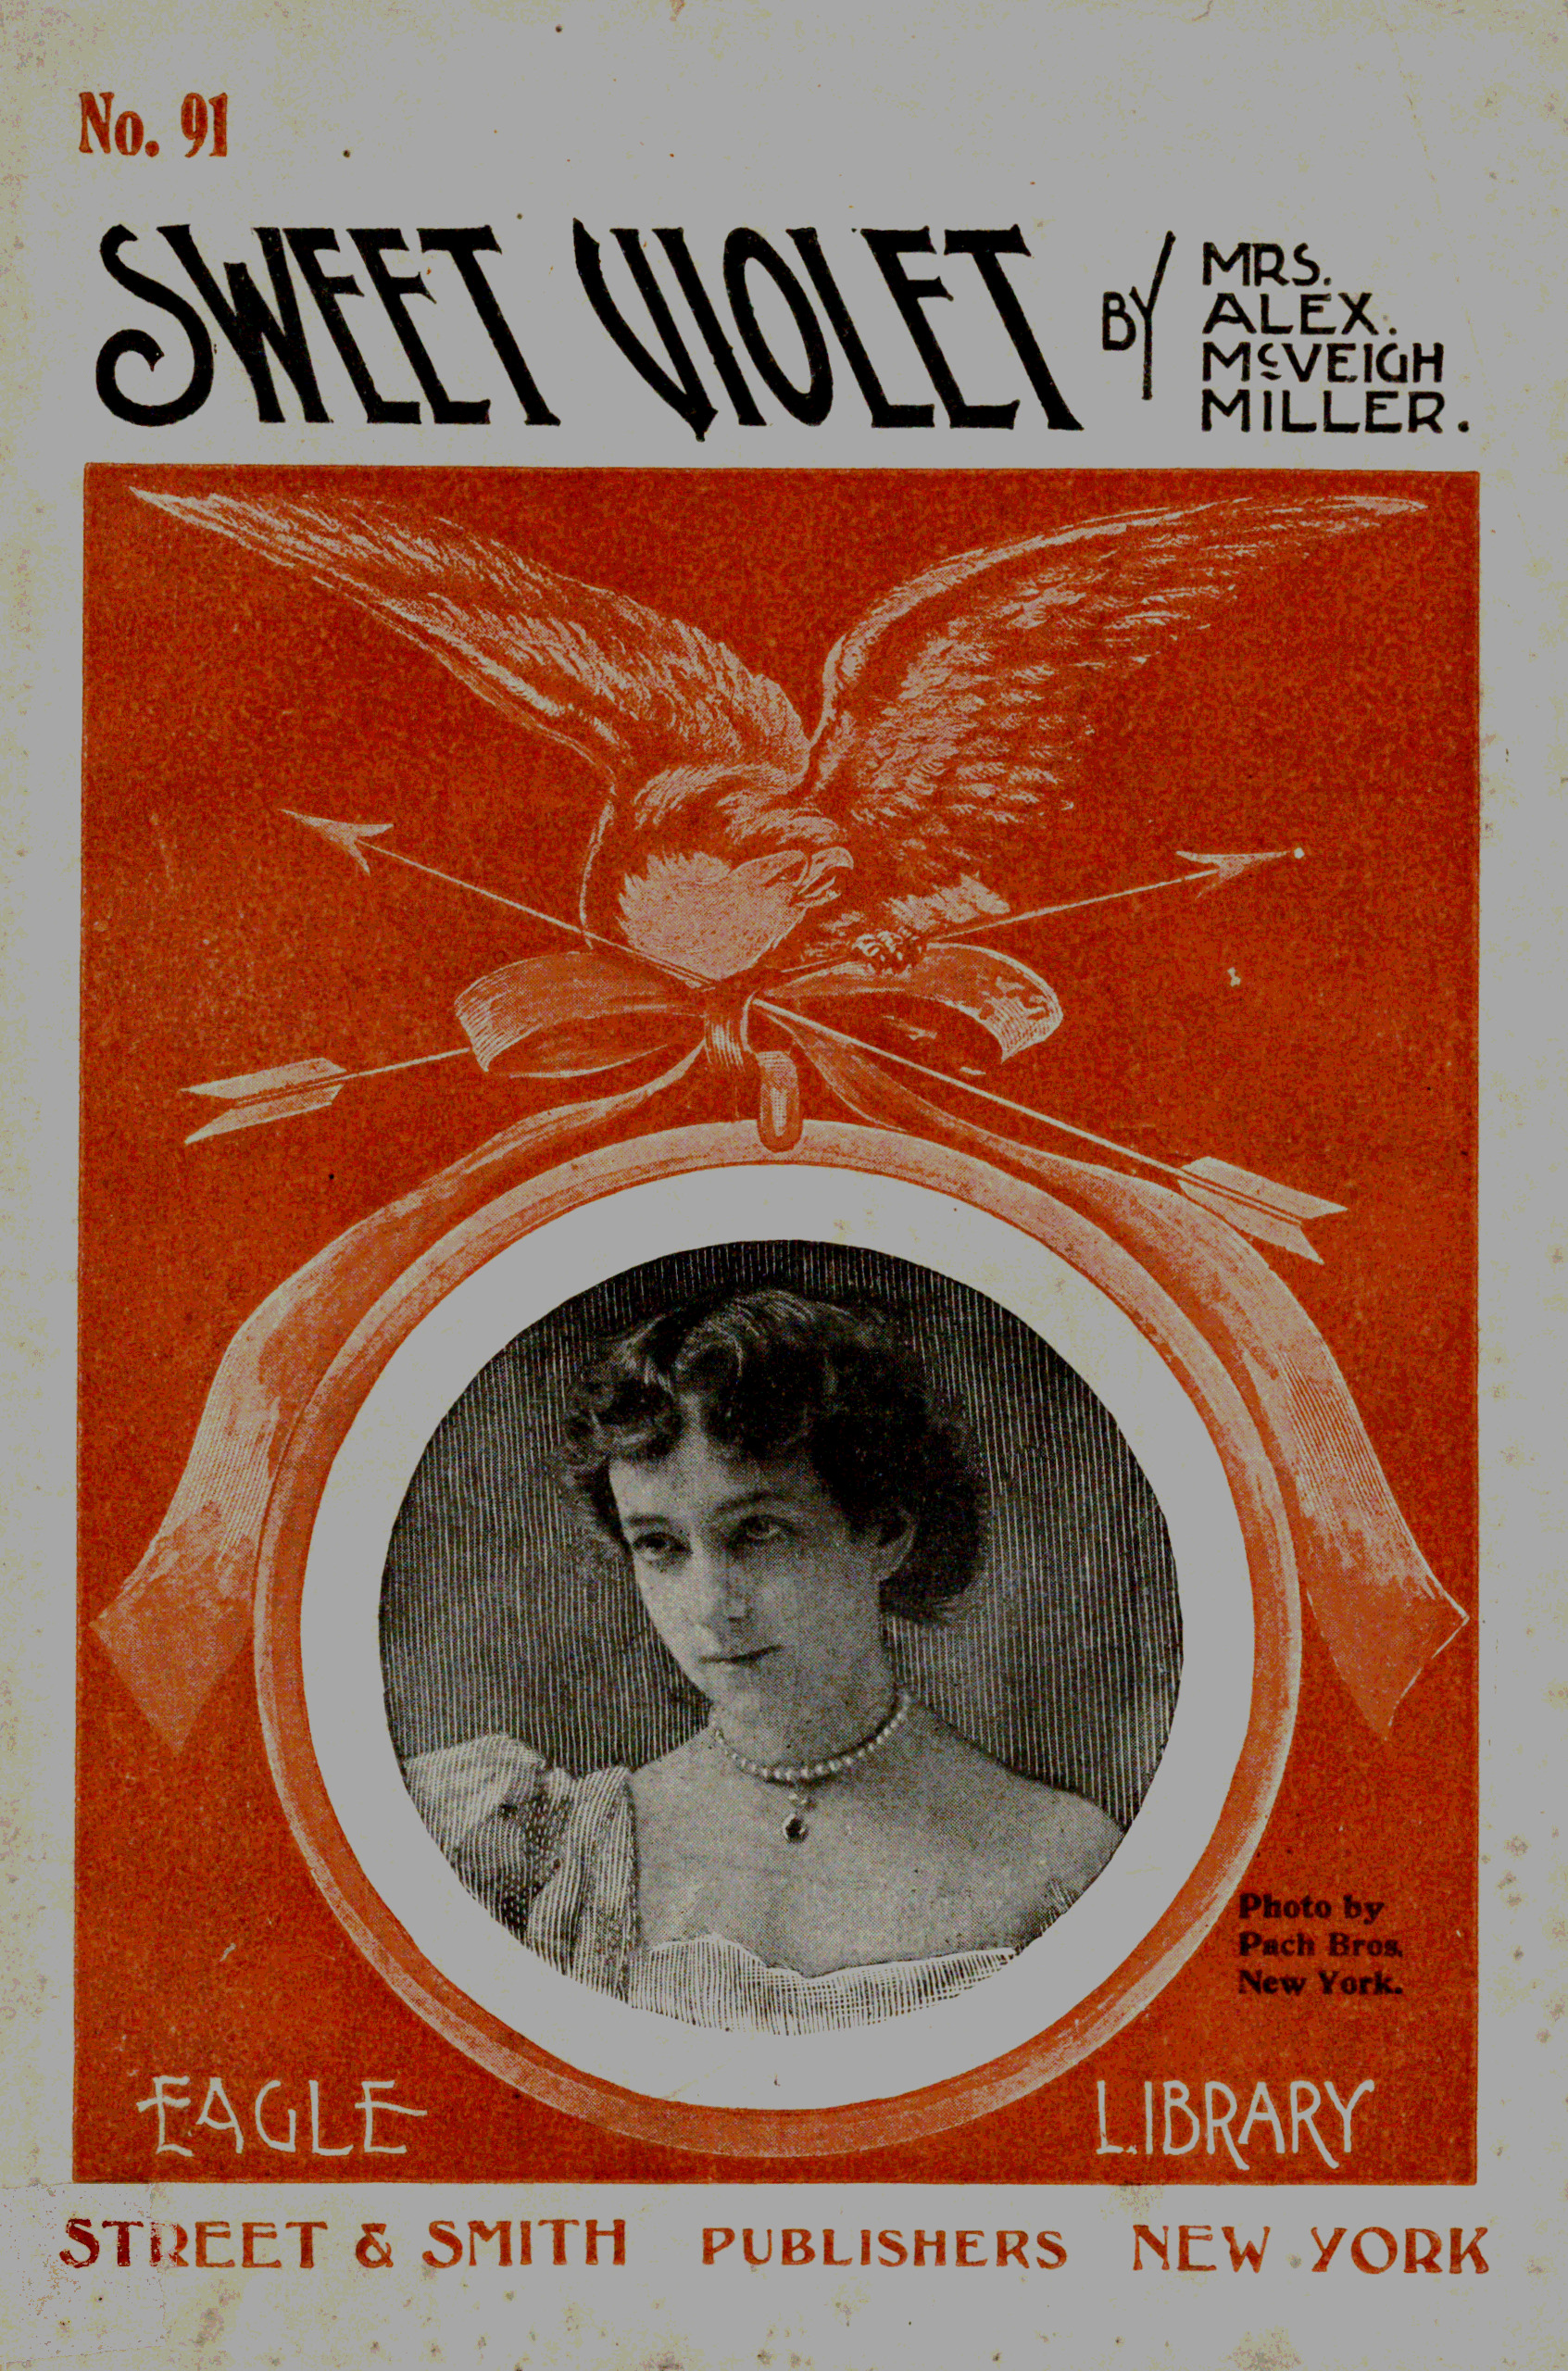 No. 91
SWEET VIOLET BY
MRS.
ALEX.
McVEIGH
MILLER.
Photo by
Pach Bros.
New York.
EAGLE LIBRARY
STREET & SMITH PUBLISHERS NEW YORK